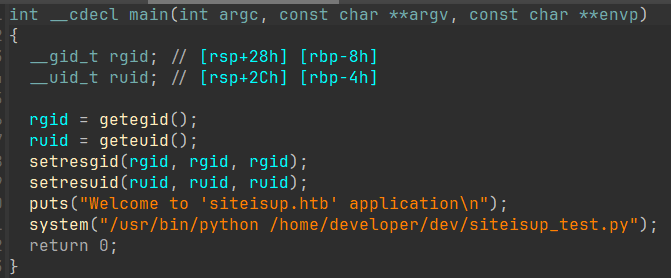 int __cdecl main(int argc, const char **argv, const char **envp)
{
__gid_t rgid; // [rsp+28h] [rbp-8h]
__uid_t ruid; // [rsp+2Ch] [rbp-4h]
rgid = getegid();
ruid = geteuid();
setresgid(rgid, rgid, rgid);
setresuid(ruid, ruid, ruid);
puts("Welcome to 'siteisup.htb' application\n");
system("/usr/bin/python /home/developer/dev/siteisup_test.py");
return 0;
}